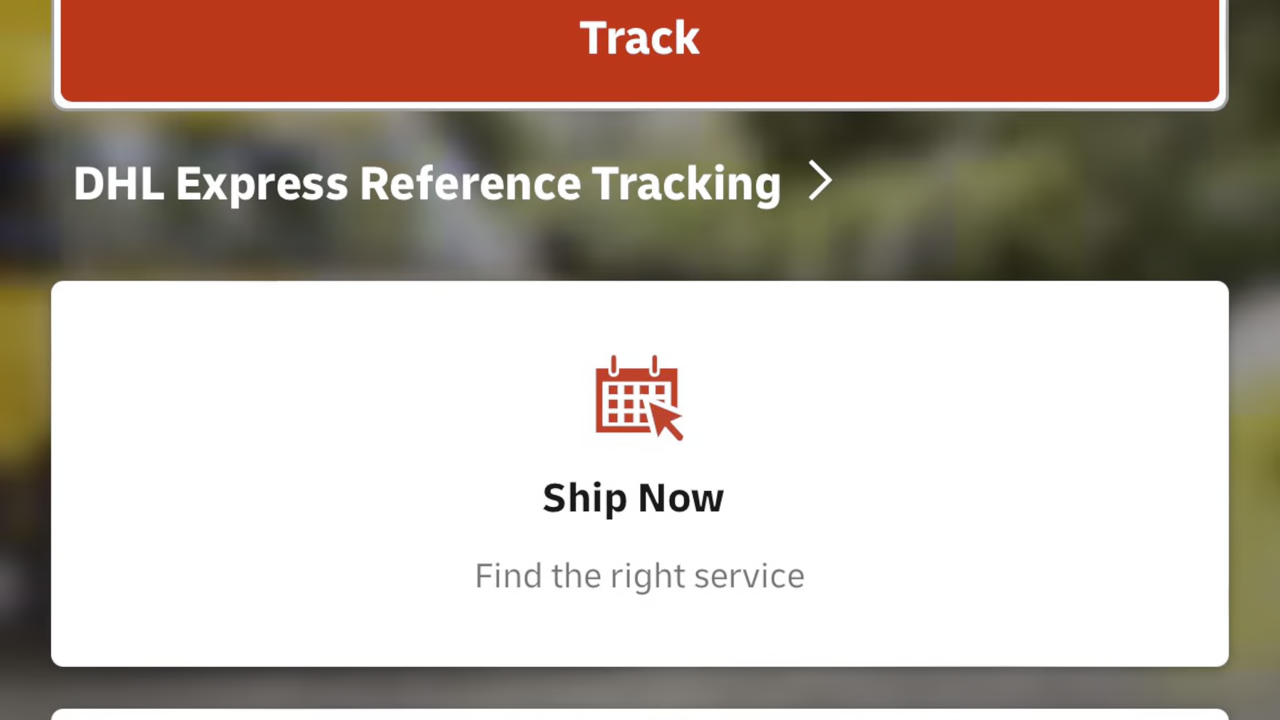 Track
DHL Express Reference Tracking
Ship Now
Find the right service